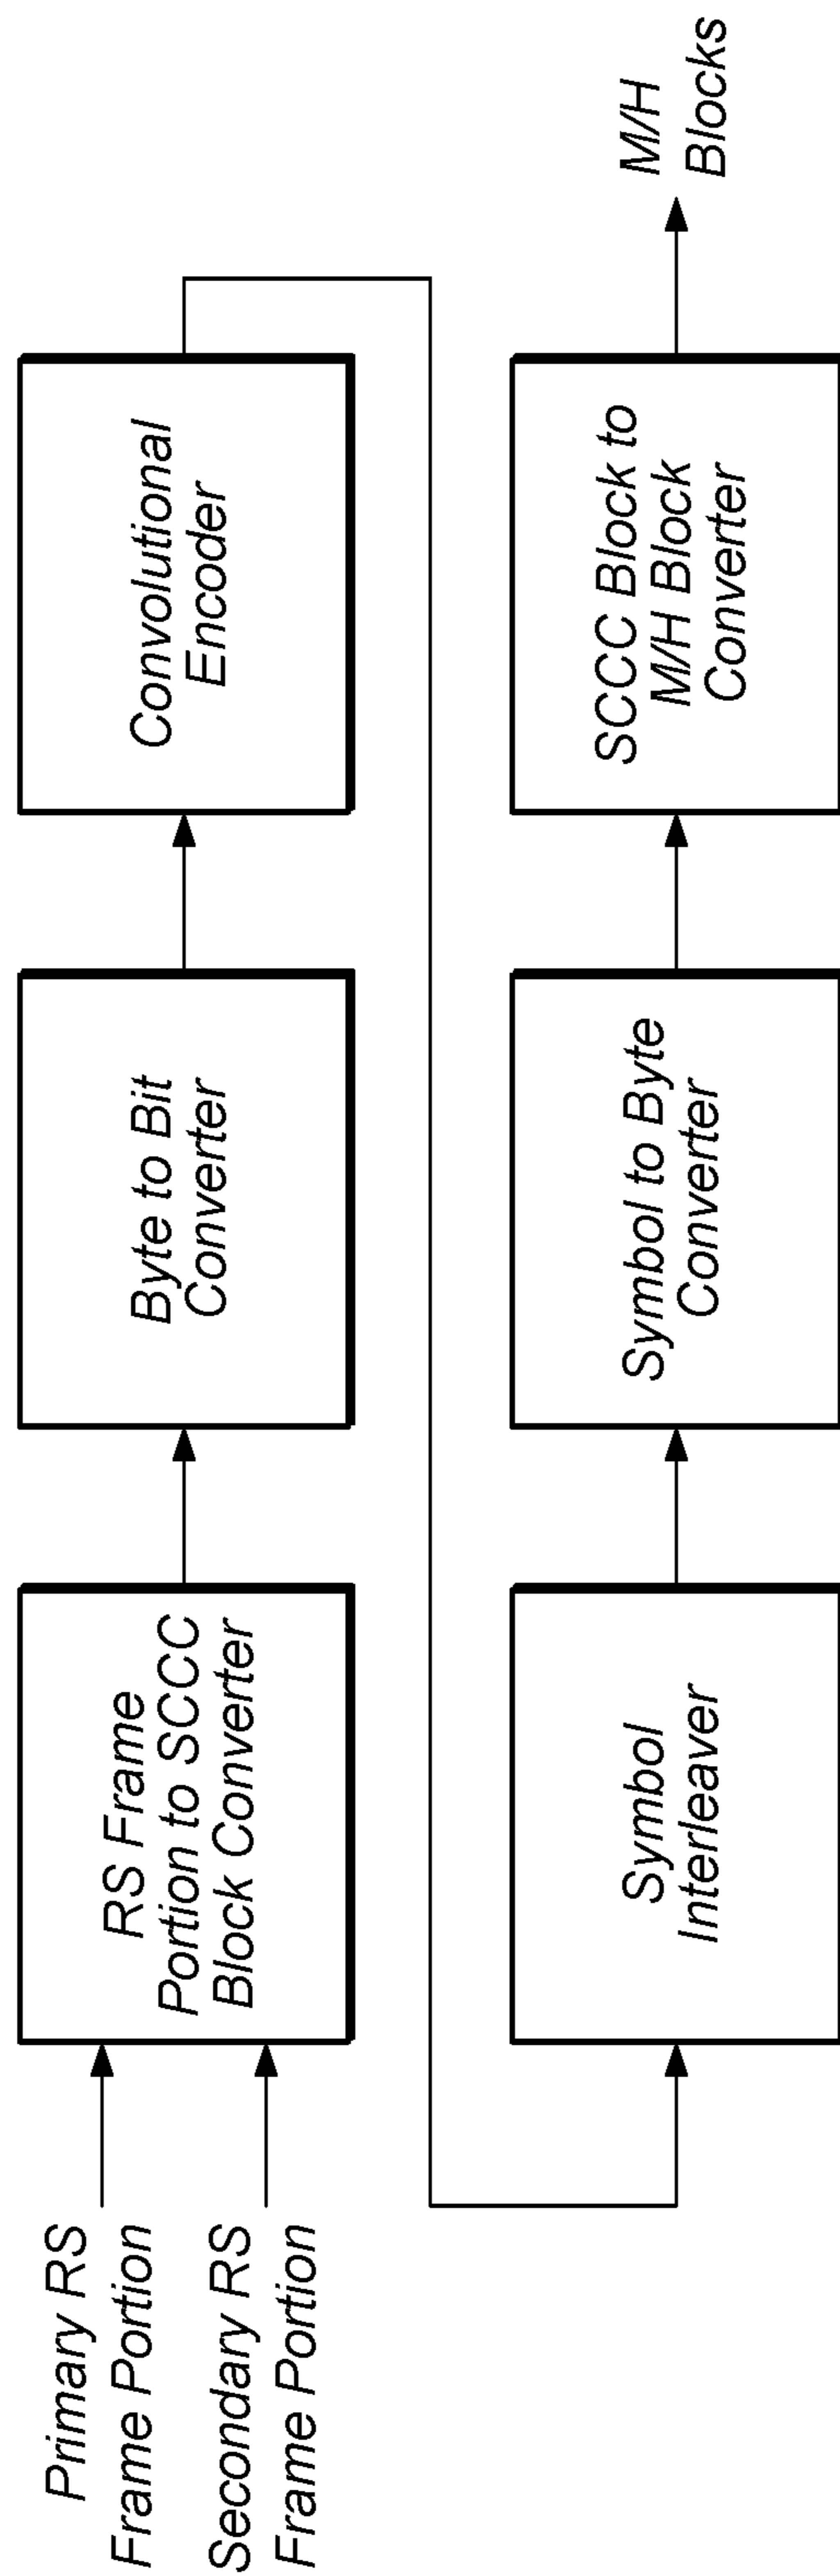 Primary RS
Frame Portion
Secondary RS
Frame Portion
RS Frame
Portion to SCCC
Block Converter
Byte to Bit
Converter
Convolutional
Encoder
Symbol
Interleaver
Symbol to Byte
Converter
SCCC Block to
M/H Block
Converter
M/H
Blocks